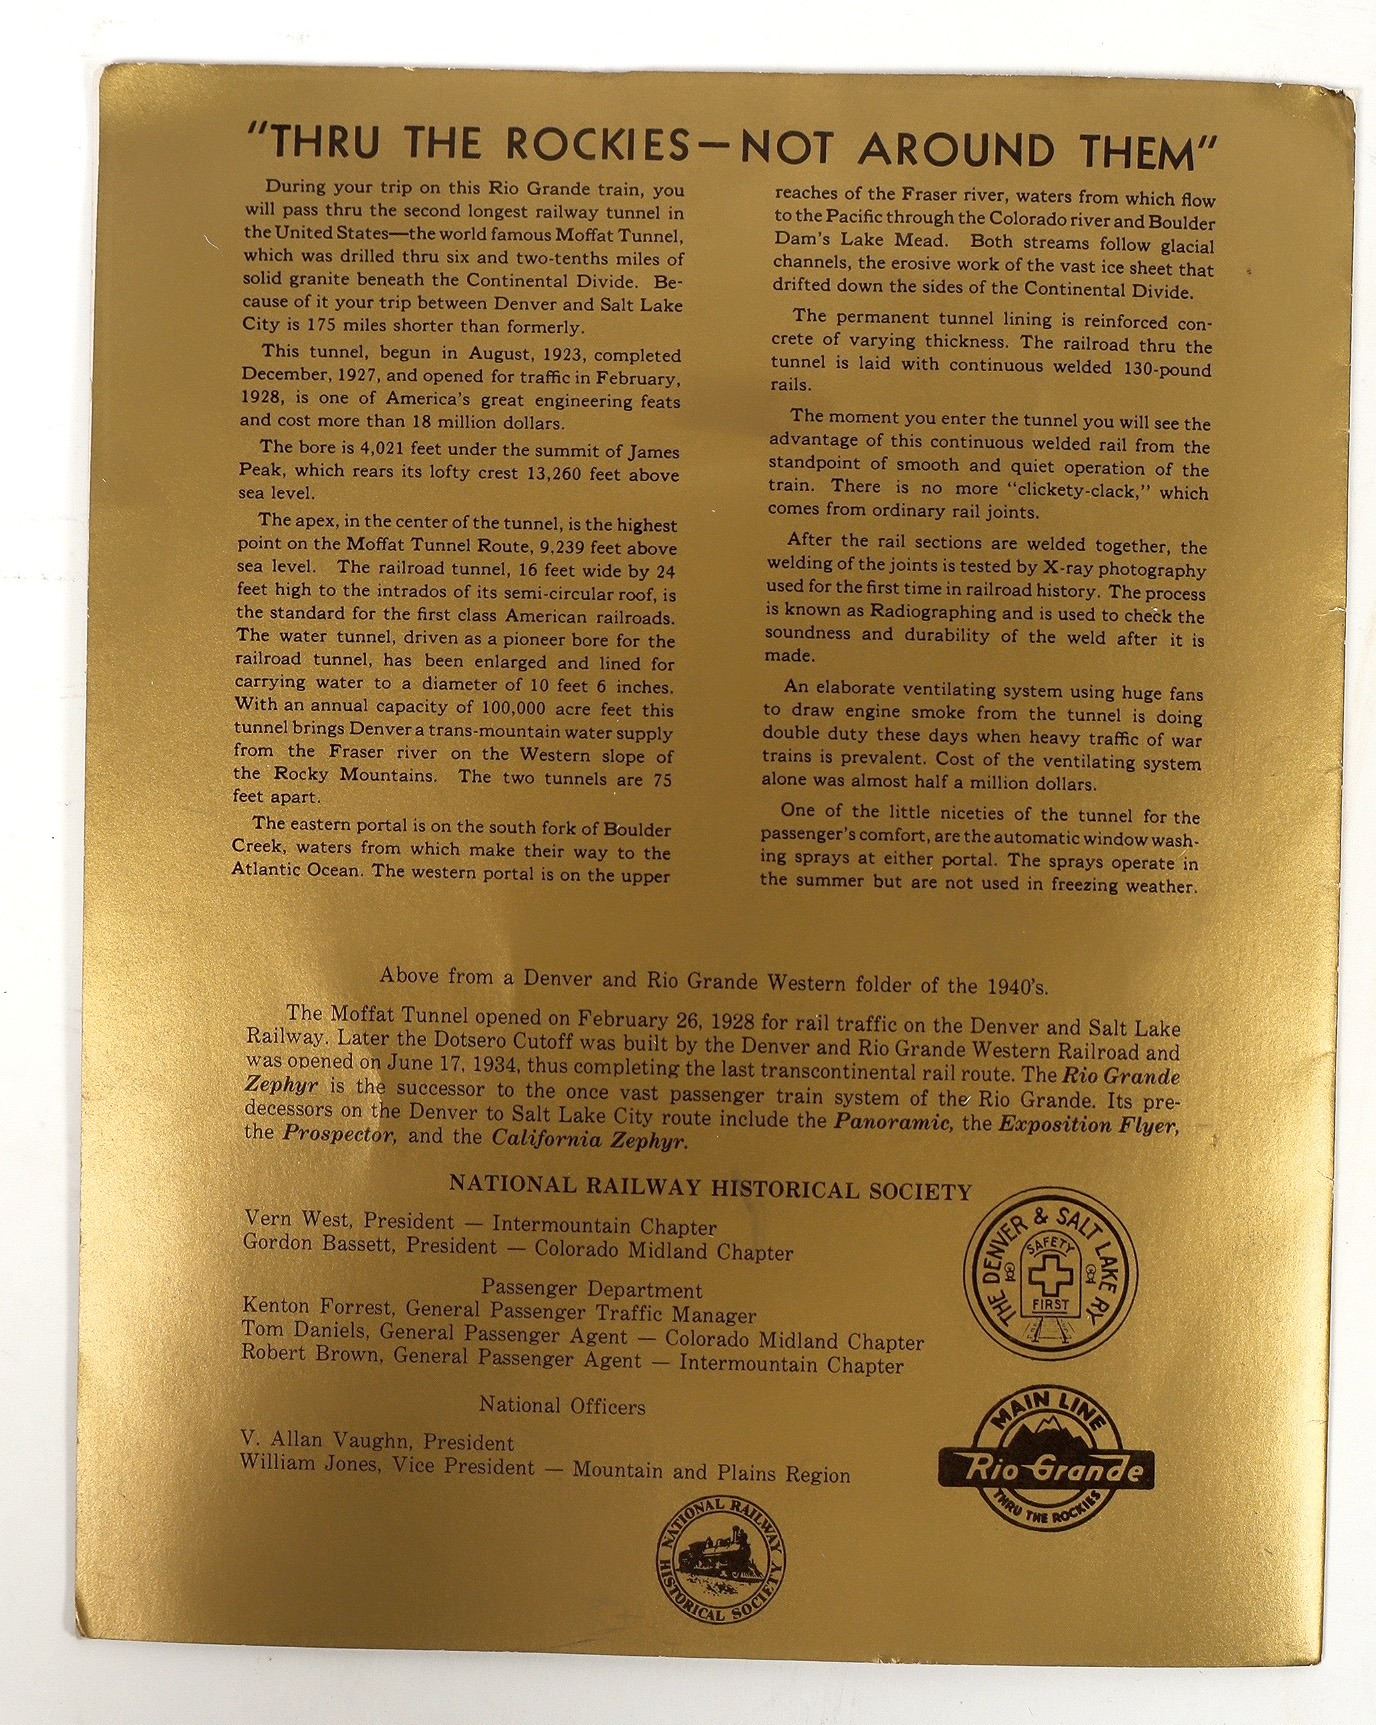 "THRU THE ROCKIES—NOT AROUND THEM"
During your trip on this Rio Grande train, you
will pass thru the second longest railway tunnel in
the United States—the world famous Moffat Tunnel,
which was drilled thru six and two-tenths miles of
solid granite beneath the Continental Divide. Be-
cause of it your trip between Denver and Salt Lake
City is 175 miles shorter than formerly.
This tunnel, begun in August, 1923, completed
December, 1927, and opened for traffic in February,
1928, is one of America's great engineering feats
and cost more than 18 million dollars.
The bore is 4,021 feet under the summit of James
Peak, which rears its lofty crest 13,260 feet above
sea level.
The apex, in the center of the tunnel, is the highest
point on the Moffat Tunnel Route, 9,239 feet above
sea level. The railroad tunnel, 16 feet wide by 24
feet high to the intrados of its semi-circular roof, is
the standard for the first class American railroads.
The water tunnel, driven as a pioneer bore for the
railroad tunnel, has been enlarged and lined for
carrying water to a diameter of 10 feet 6 inches.
With an annual capacity of 100,000 acre feet this
tunnel brings Denver a trans-mountain water supply
from the Fraser river on the Western slope of
the Rocky Mountains. The two tunnels are 75
feet apart.
The eastern portal is on the south fork of Boulder
Creek, waters from which make their way to the
Atlantic Ocean. The western portal is on the upper
reaches of the Fraser river, waters from which flow
to the Pacific through the Colorado river and Boulder
Dam's Lake Mead. Both streams follow glacial
channels, the erosive work of the vast ice sheet that
drifted down the sides of the Continental Divide.
The permanent tunnel lining is reinforced con-
crete of varying thickness. The railroad thru the
tunnel is laid with continuous welded 130-pound
rails.
The moment you enter the tunnel you will see the
advantage of this continuous welded rail from the
standpoint of smooth and quiet operation of the
train. There is no more "clickety-clack," which
comes from ordinary rail joints.
After the rail sections are welded together, the
welding of the joints is tested by X-ray photography
used for the first time in railroad history. The process
is known as Radiographing and is used to check the
soundness and durability of the weld after it is
made.
An elaborate ventilating system using huge fans
to draw engine smoke from the tunnel is doing
double duty these days when heavy traffic of war
trains is prevalent. Cost of the ventilating system
alone was almost half a million dollars.
One of the little niceties of the tunnel for the
passenger's comfort, are the automatic window wash-
ing sprays at either portal. The sprays operate in
the summer but are not used in freezing weather.
Above from a Denver and Rio Grande Western folder of the 1940's.
The Moffat Tunnel opened on February 26, 1928 for rail traffic on the Denver and Salt Lake
Railway. Later the Dotsero Cutoff was built by the Denver and Rio Grande Western Railroad and
was opened on June 17, 1934, thus completing the last transcontinental rail route. The Rio Grande
Zephyr is the successor to the once vast passenger train system of the Rio Grande. Its pre-
decessors on the Denver to Salt Lake City route include the Panoramic, the Exposition Flyer,
the Prospector, and the California Zephyr.
NATIONAL RAILWAY HISTORICAL SOCIETY
Vern West, President — Intermountain Chapter
Gordon Bassett, President — Colorado Midland Chapter
Passenger Department
Kenton Forrest, General Passenger Traffic Manager
Tom Daniels, General Passenger Agent — Colorado Midland Chapter
Robert Brown, General Passenger Agent — Intermountain Chapter
National Officers
V. Allan Vaughn, President
William Jones, Vice President — Mountain and Plains Region
THE DENVER & SALT LAKE RY
SAFETY
FIRST
MAIN LINE
Rio Grande
THRU THE ROCKIES
NATIONAL RAILWAY
HISTORICAL SOCIETY